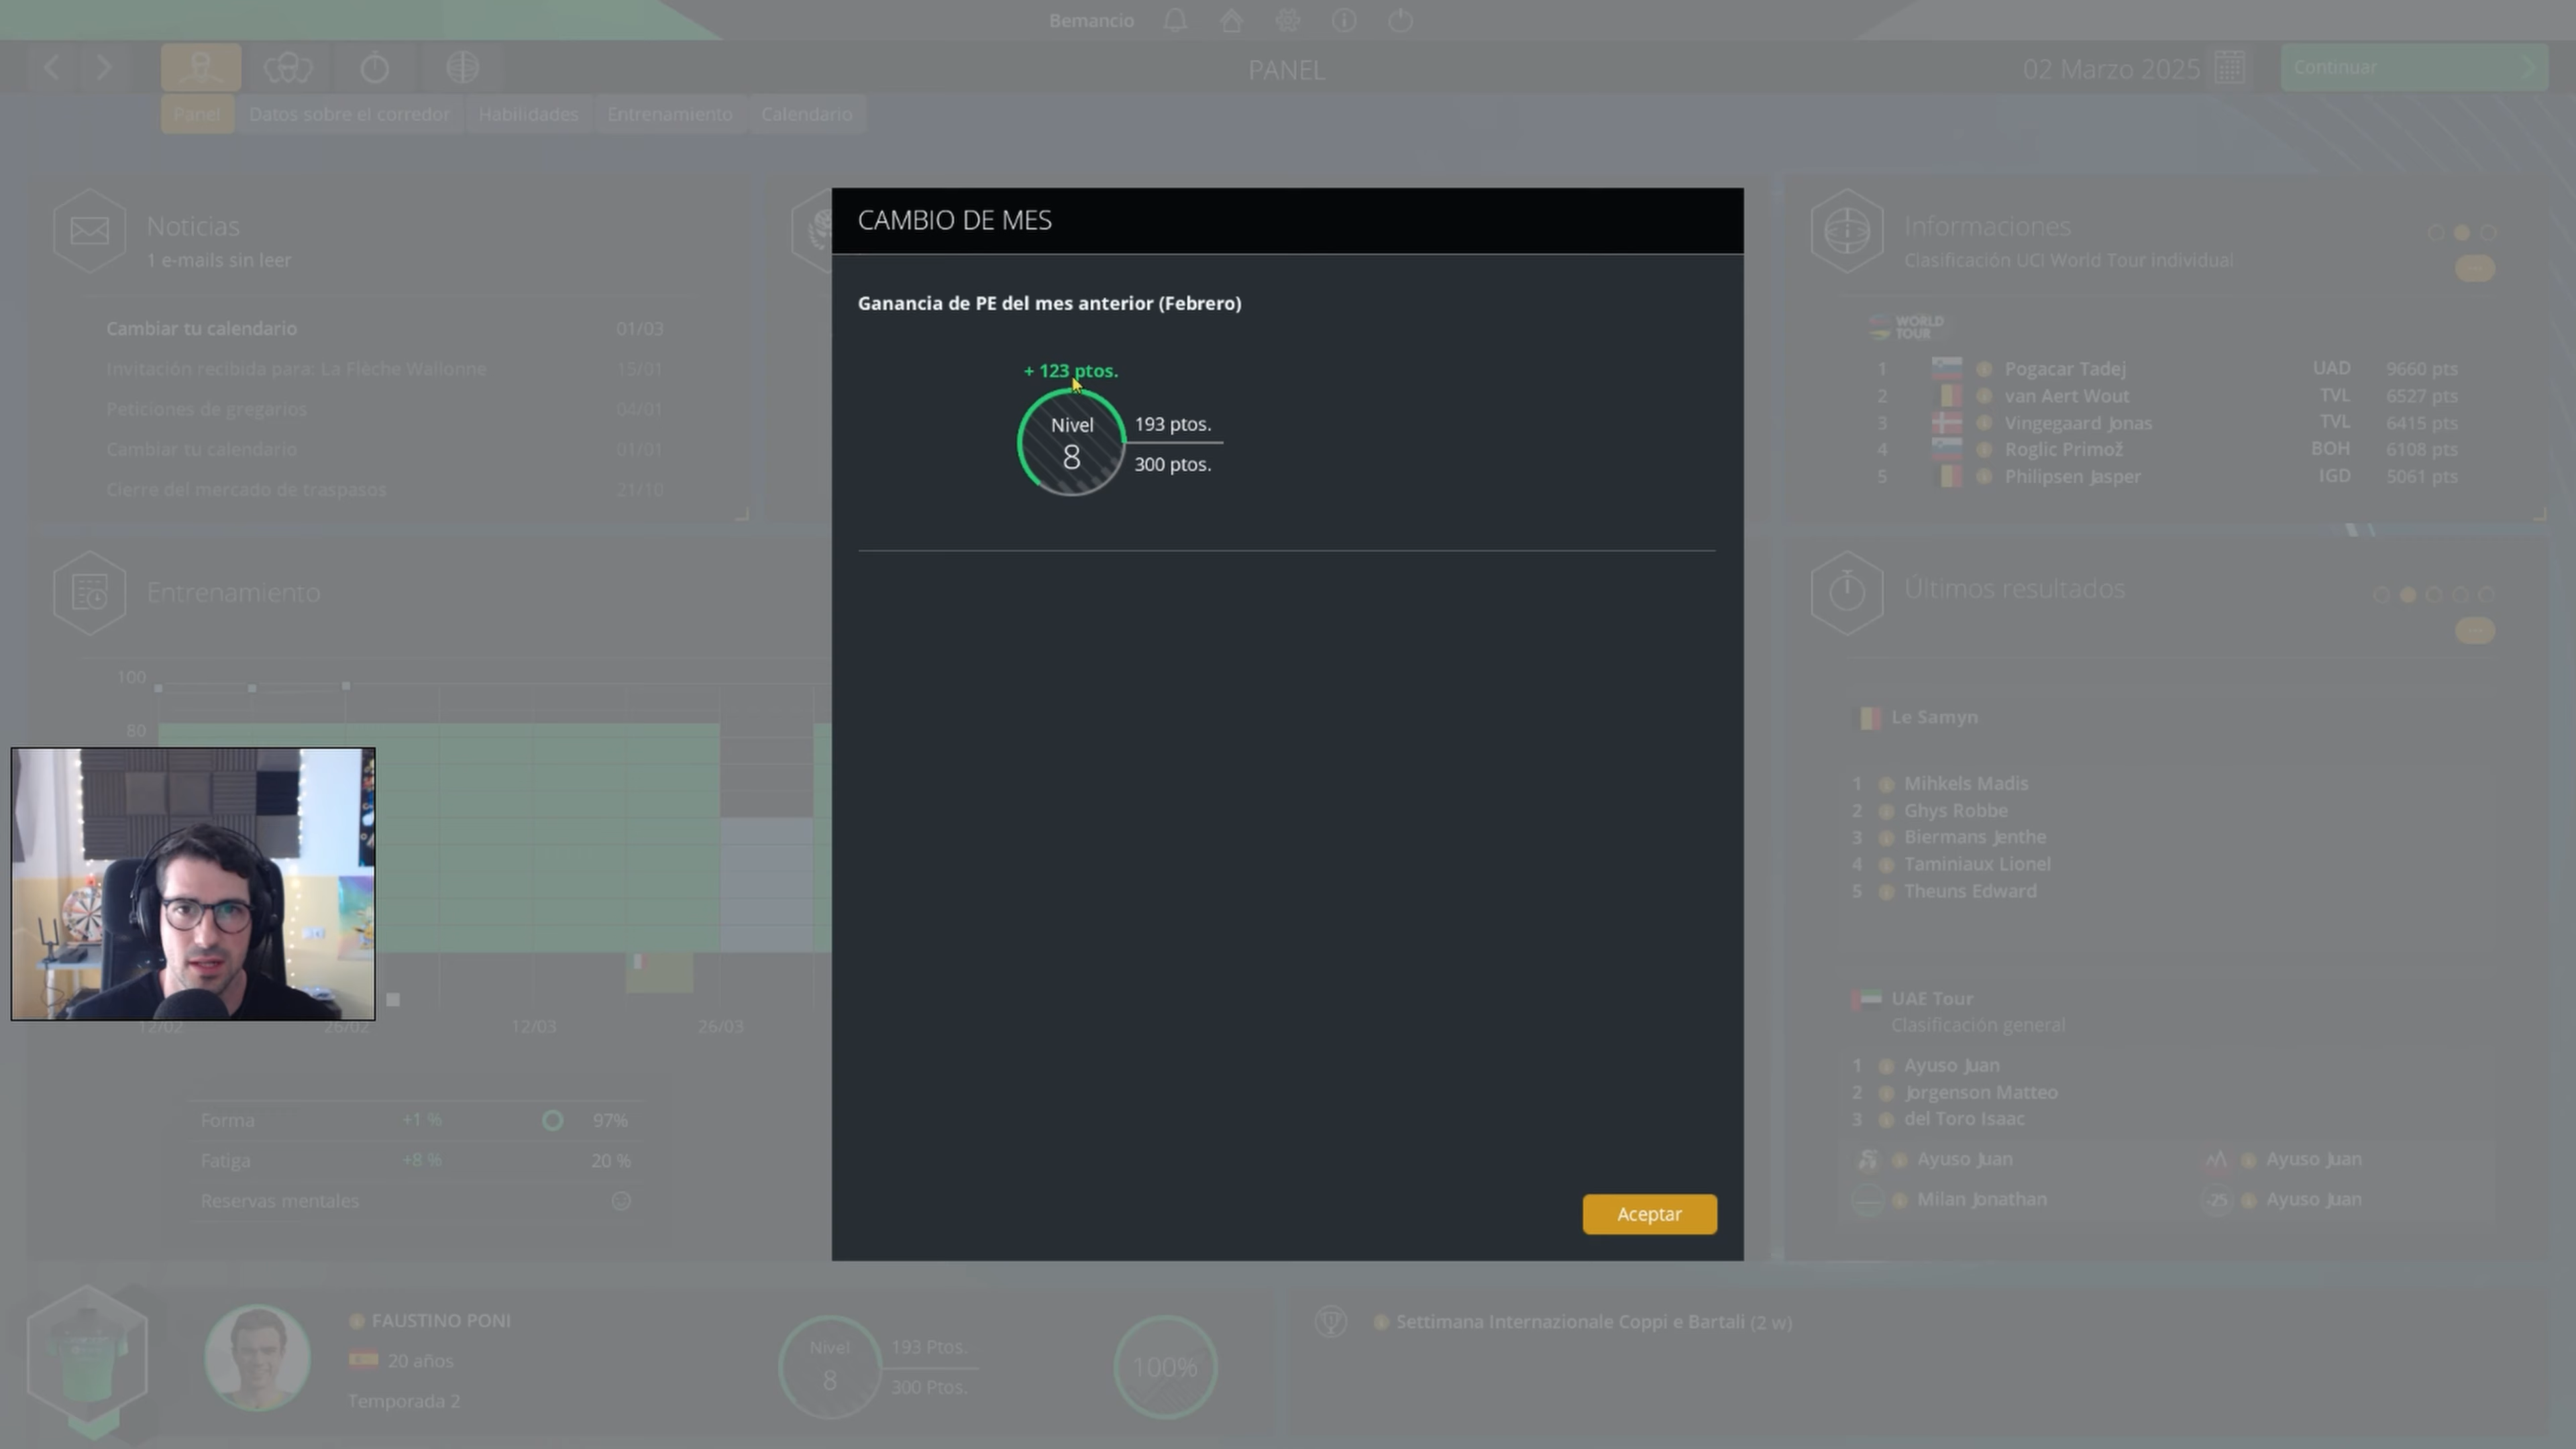 Bemancio
PANEL
02 Marzo 2025
Continuar
Panel
Datos sobre el corredor
Habilidades
Entrenamiento
Calendario
Noticias
1 e-mails sin leer
Cambiar tu calendario 01/03
Invitación recibida para: La Flèche Wallonne 15/01
Peticiones de gregarios 04/01
Cambiar tu calendario 01/01
Cierre del mercado de traspasos 21/10
Entrenamiento
100
80
12/02
26/02
12/03
26/03
Forma +1 % 97%
Fatiga +8 % 20 %
Reservas mentales
CAMBIO DE MES
Ganancia de PE del mes anterior (Febrero)
+ 123 ptos.
Nivel
8
193 ptos.
300 ptos.
Aceptar
Informaciones
Clasificación UCI World Tour individual
WORLD
TOUR
1 Pogacar Tadej UAD 9660 pts
2 van Aert Wout TVL 6527 pts
3 Vingegaard Jonas TVL 6415 pts
4 Roglic Primož BOH 6108 pts
5 Philipsen Jasper IGD 5061 pts
Últimos resultados
Le Samyn
1 Mihkels Madis
2 Ghys Robbe
3 Biermans Jenthe
4 Taminiaux Lionel
5 Theuns Edward
UAE Tour
Clasificación general
1 Ayuso Juan
2 Jorgenson Matteo
3 del Toro Isaac
Ayuso Juan
Ayuso Juan
Milan Jonathan
-25 Ayuso Juan
FAUSTINO PONI
20 años
Temporada 2
Nivel
8
193 Ptos.
300 Ptos.
100%
Settimana Internazionale Coppi e Bartali (2 w)